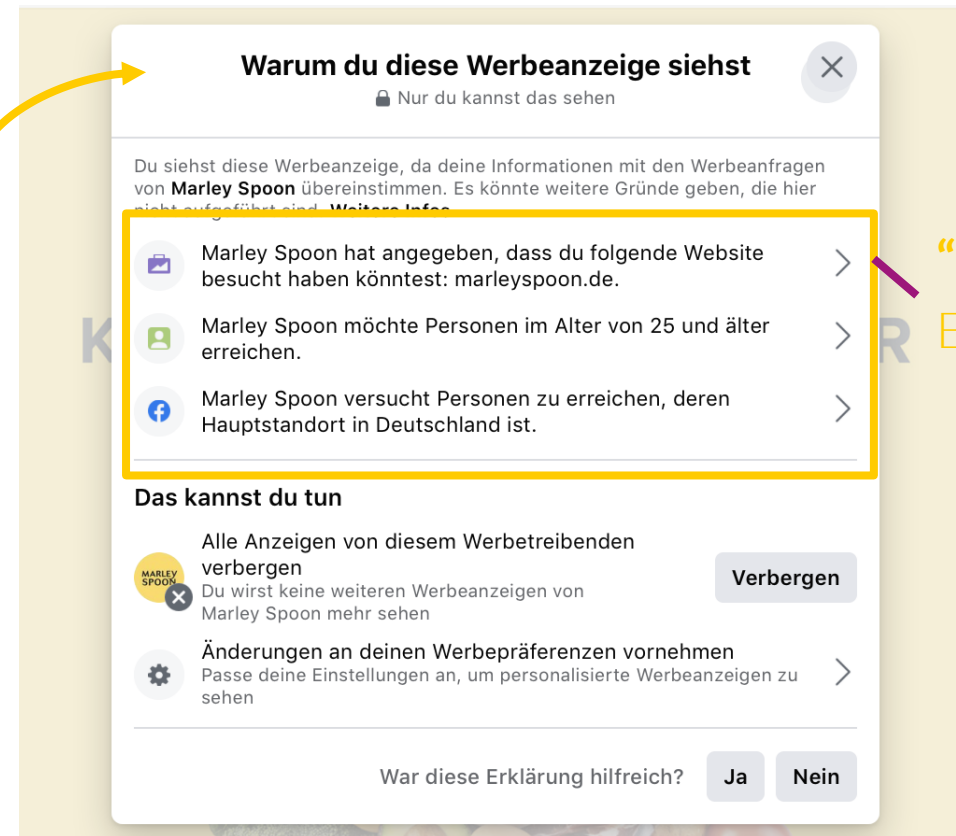 Warum du diese Werbeanzeige siehst
Nur du kannst das sehen
Du siehst diese Werbeanzeige, da deine Informationen mit den Werbeanfragen
von Marley Spoon übereinstimmen. Es könnte weitere Gründe geben, die hier
nicht aufgeführt sind. Weitere Infos
Marley Spoon hat angegeben, dass du folgende Website
besucht haben könntest: marleyspoon.de.
Marley Spoon möchte Personen im Alter von 25 und älter
erreichen.
Marley Spoon versucht Personen zu erreichen, deren
Hauptstandort in Deutschland ist.
Das kannst du tun
Alle Anzeigen von diesem Werbetreibenden
verbergen
Du wirst keine weiteren Werbeanzeigen von
Marley Spoon mehr sehen
MARLEY
SPOON
Verbergen
Änderungen an deinen Werbepräferenzen vornehmen
Passe deine Einstellungen an, um personalisierte Werbeanzeigen zu
sehen
War diese Erklärung hilfreich? Ja Nein